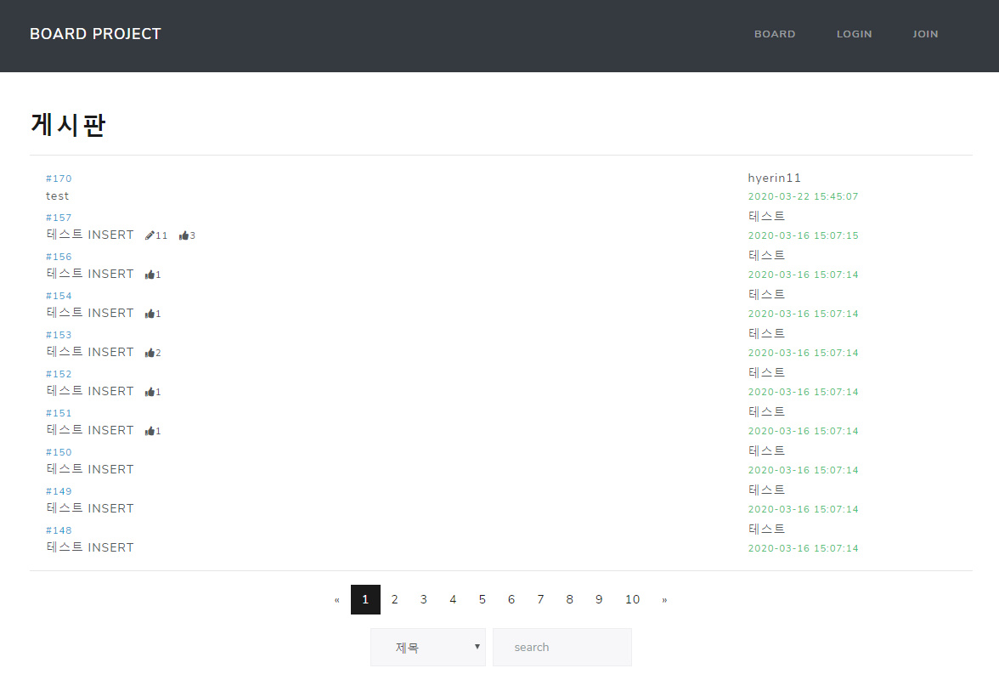 BOARD PROJECT BOARD LOGIN JOIN
게시판
#170 hyerin11
test 2020-03-22 15:45:07
#157 테스트
테스트 INSERT 11 3 2020-03-16 15:07:15
#156 테스트
테스트 INSERT 1 2020-03-16 15:07:14
#154 테스트
테스트 INSERT 1 2020-03-16 15:07:14
#153 테스트
테스트 INSERT 2 2020-03-16 15:07:14
#152 테스트
테스트 INSERT 1 2020-03-16 15:07:14
#151 테스트
테스트 INSERT 1 2020-03-16 15:07:14
#150 테스트
테스트 INSERT 2020-03-16 15:07:14
#149 테스트
테스트 INSERT 2020-03-16 15:07:14
#148 테스트
테스트 INSERT 2020-03-16 15:07:14
« 1 2 3 4 5 6 7 8 9 10 »
제목 search